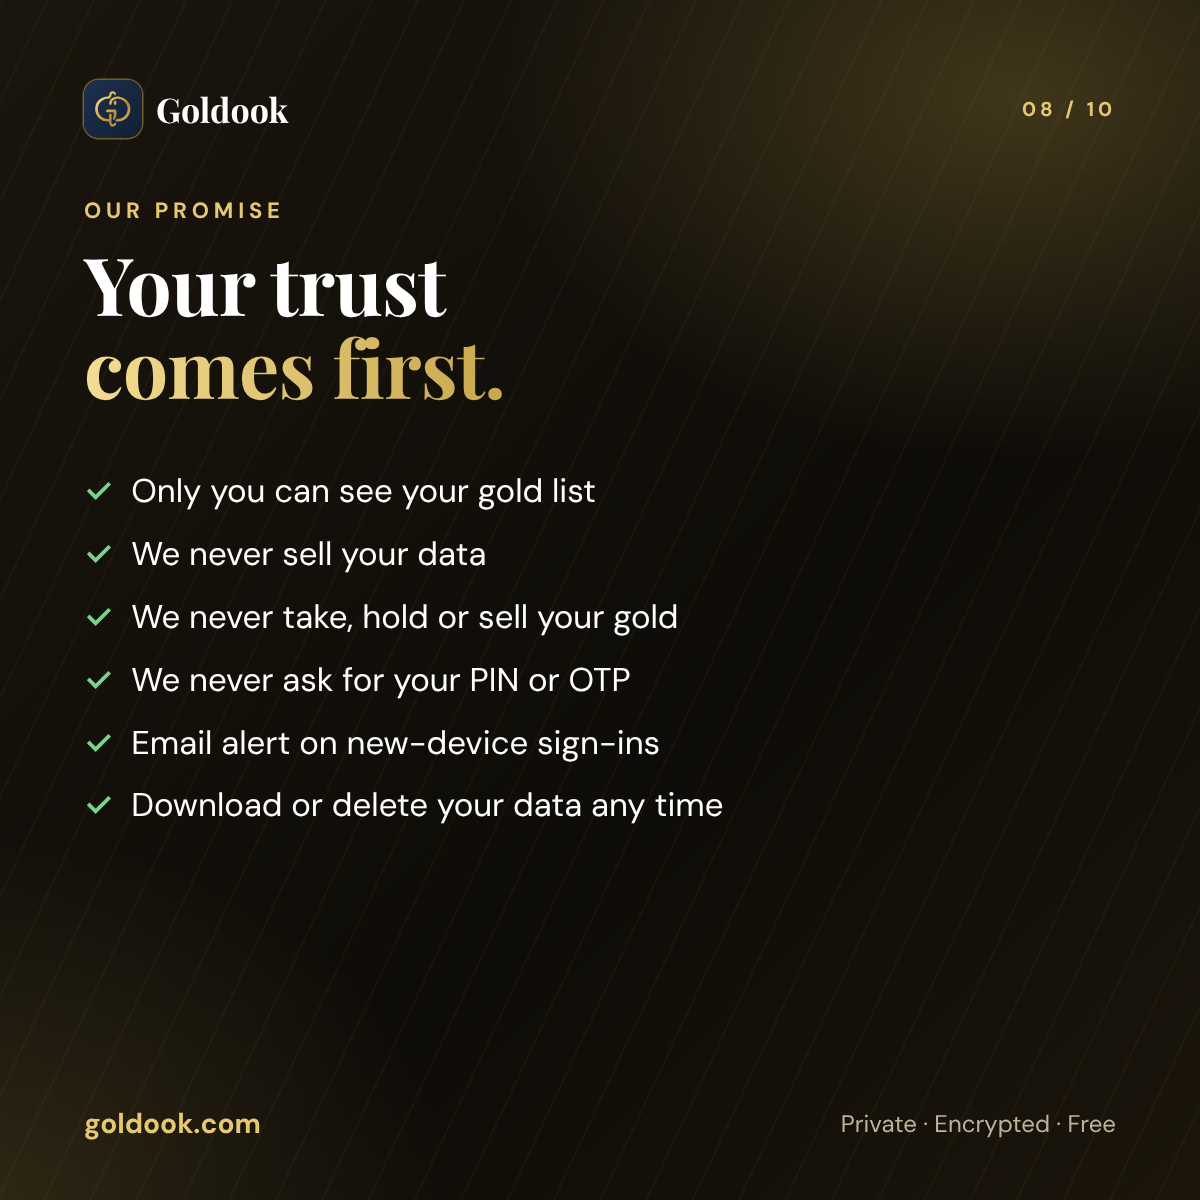 Goldook
08 / 10
OUR PROMISE
Your trust
comes first.
Only you can see your gold list
We never sell your data
We never take, hold or sell your gold
We never ask for your PIN or OTP
Email alert on new-device sign-ins
Download or delete your data any time
goldook.com
Private · Encrypted · Free